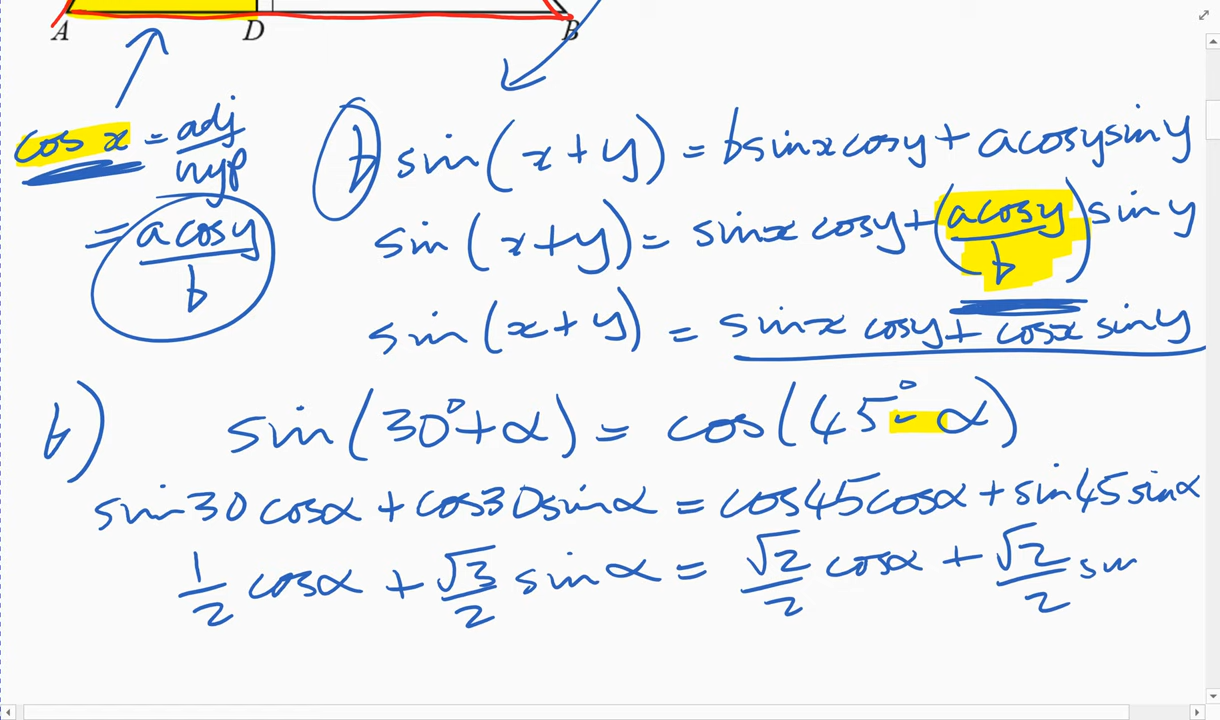 A D B
cos x = adj/hyp
= a cos y / b
b sin (x + y) = b sin x cos y + a cos y sin y
sin (x + y) = sin x cos y + (a cos y / b) sin y
sin (x + y) = sin x cos y + cos x sin y
b) sin (30° + α) = cos (45° - α)
sin 30 cos α + cos 30 sin α = cos 45 cos α + sin 45 sin α
1/2 cos α + √3/2 sin α = √2/2 cos α + √2/2 sin